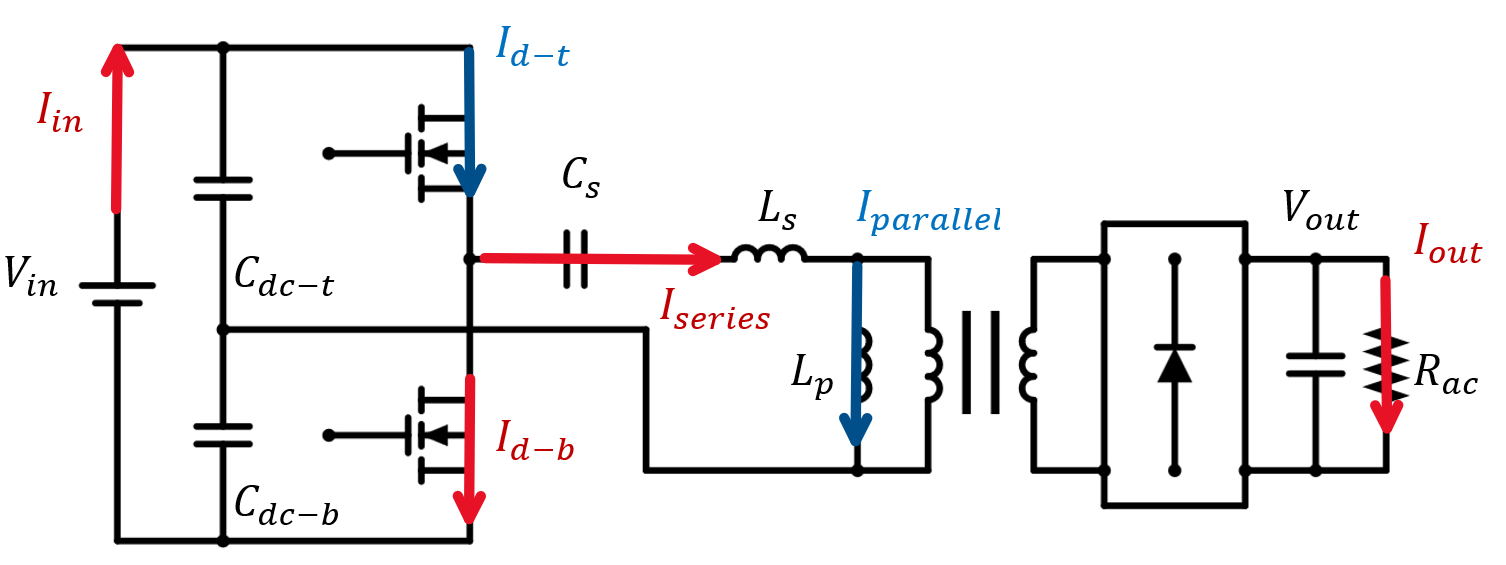 I_{d-t}
I_{in}
C_s
L_s
I_{parallel}
V_{out}
I_{out}
V_{in}
C_{dc-t}
I_{series}
L_p
R_{ac}
I_{d-b}
C_{dc-b}